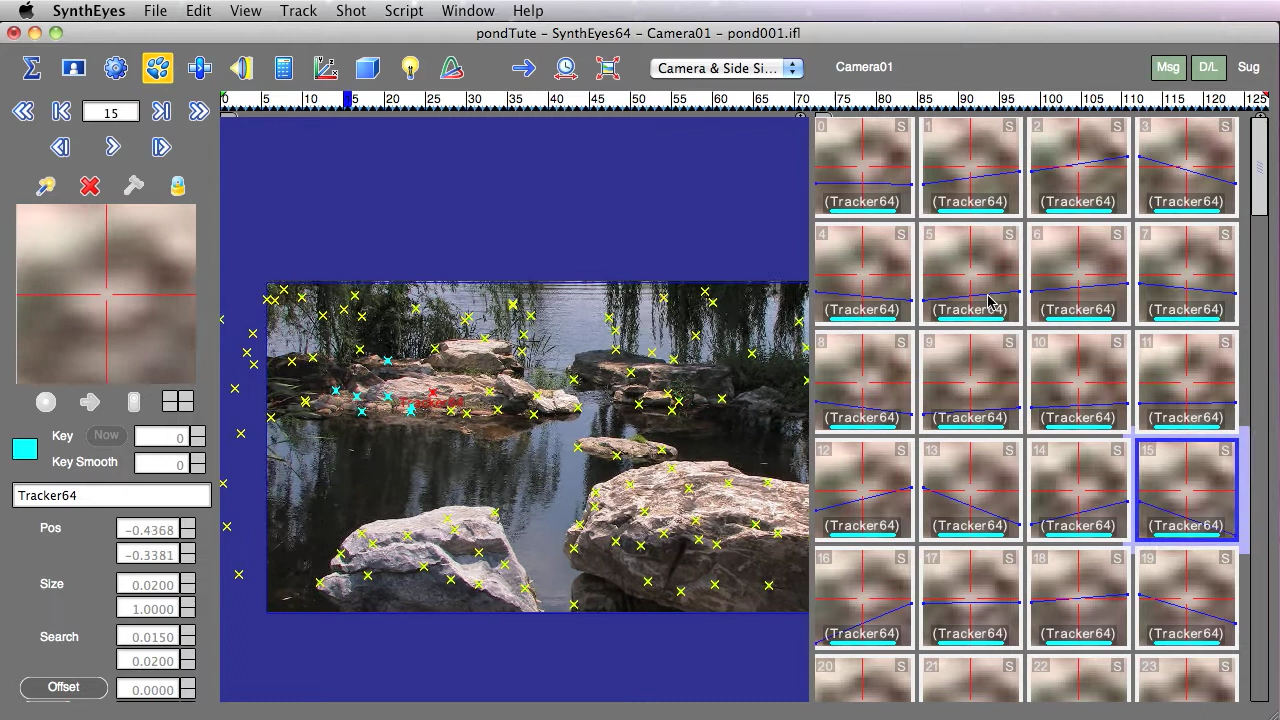 SynthEyes File Edit View Track Shot Script Window Help
pondTute - SynthEyes64 - Camera01 - pond001.ifl
Camera & Side Si... Camera01 Msg D/L Sug
0 5 10 15 20 25 30 35 40 45 50 55 60 65 70 75 80 85 90 95 100 105 110 115 120 125
15
0 S 1 S 2 S 3 S
(Tracker64) (Tracker64) (Tracker64) (Tracker64)
4 S 5 S 6 S 7 S
(Tracker64) (Tracker64) (Tracker64) (Tracker64)
8 S 9 S 10 S 11 S
(Tracker64) (Tracker64) (Tracker64) (Tracker64)
12 S 13 S 14 S 15 S
(Tracker64) (Tracker64) (Tracker64) (Tracker64)
16 S 17 S 18 S 19 S
(Tracker64) (Tracker64) (Tracker64) (Tracker64)
20 S 21 S 22 S 23 S
Key Now 0
Key Smooth 0
Tracker64
Pos -0.4368
-0.3381
Size 0.0200
1.0000
Search 0.0150
0.0200
Offset 0.0000